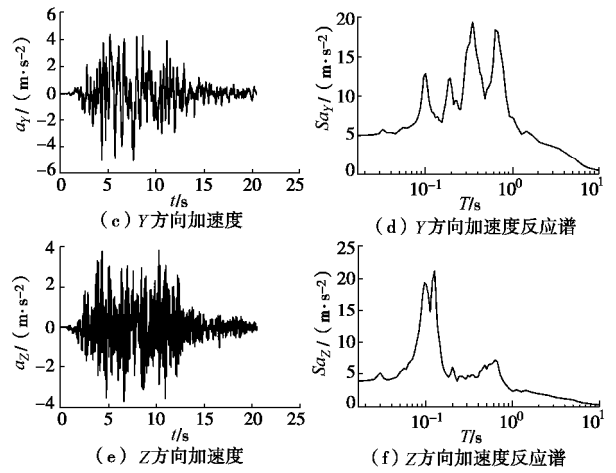 6
4
2
0
-2
-4
-6
a_Y/(m·s⁻²)
0 5 10 15 20 25
t/s
(c) Y方向加速度
20
15
10
5
0
Sa_Y/(m·s⁻²)
10⁻¹ 10⁰ 10¹
T/s
(d) Y方向加速度反应谱
4
2
0
-2
-4
a_Z/(m·s⁻²)
0 5 10 15 20 25
t/s
(e) Z方向加速度
25
20
15
10
5
0
Sa_Z/(m·s⁻²)
10⁻¹ 10⁰ 10¹
T/s
(f) Z方向加速度反应谱